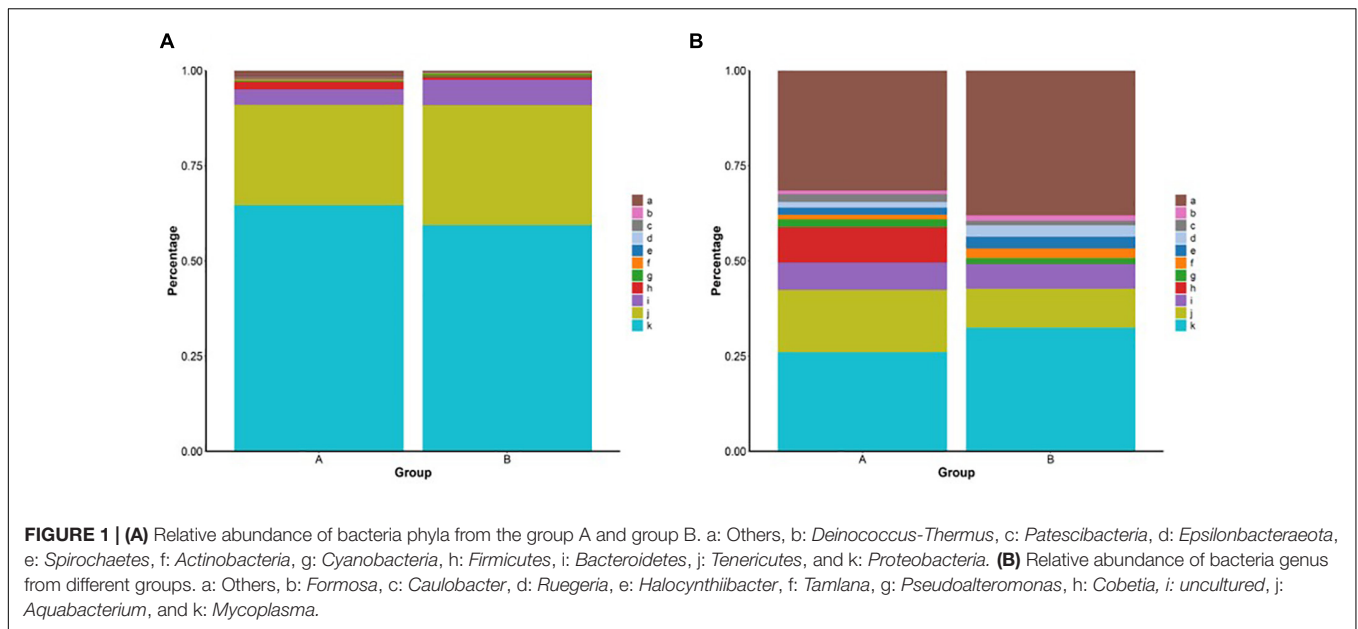 A
1.00
0.75
0.50
0.25
0.00
Percentage
A
B
Group
a
b
c
d
e
f
g
h
i
j
k
B
1.00
0.75
0.50
0.25
0.00
Percentage
A
B
Group
a
b
c
d
e
f
g
h
i
j
k
FIGURE 1 | (A) Relative abundance of bacteria phyla from the group A and group B. a: Others, b: Deinococcus-Thermus, c: Patescibacteria, d: Epsilonbacteraeota,
e: Spirochaetes, f: Actinobacteria, g: Cyanobacteria, h: Firmicutes, i: Bacteroidetes, j: Tenericutes, and k: Proteobacteria. (B) Relative abundance of bacteria genus
from different groups. a: Others, b: Formosa, c: Caulobacter, d: Ruegeria, e: Halocynthiibacter, f: Tamlana, g: Pseudoalteromonas, h: Cobetia, i: uncultured, j:
Aquabacterium, and k: Mycoplasma.